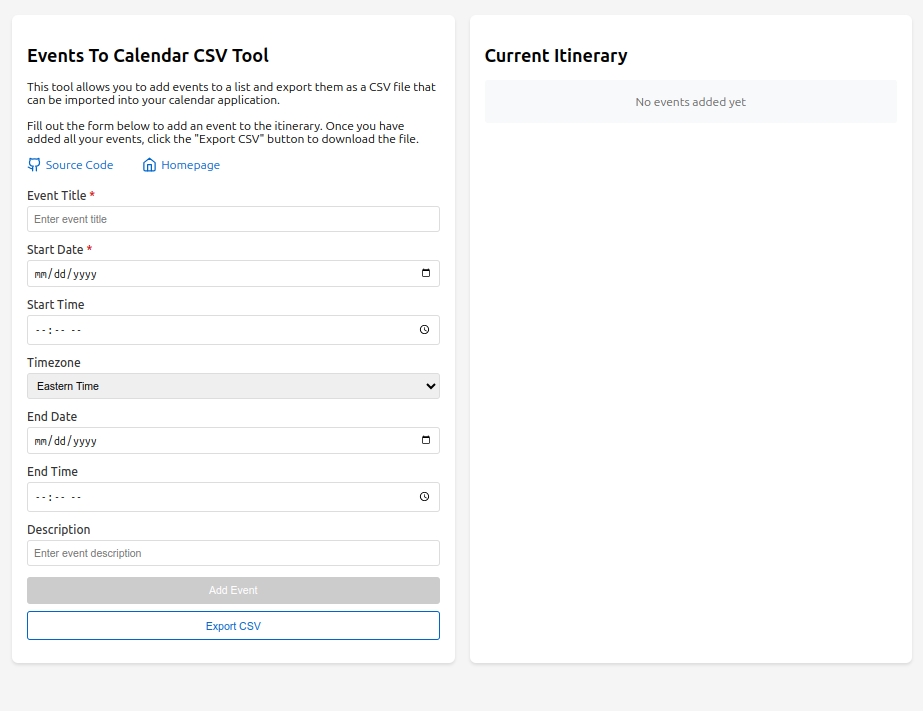 Events To Calendar CSV Tool
This tool allows you to add events to a list and export them as a CSV file that
can be imported into your calendar application.
Fill out the form below to add an event to the itinerary. Once you have
added all your events, click the "Export CSV" button to download the file.
Source Code Homepage
Event Title *
Enter event title
Start Date *
mm/dd/yyyy
Start Time
--:-- --
Timezone
Eastern Time
End Date
mm/dd/yyyy
End Time
--:-- --
Description
Enter event description
Add Event
Export CSV
Current Itinerary
No events added yet